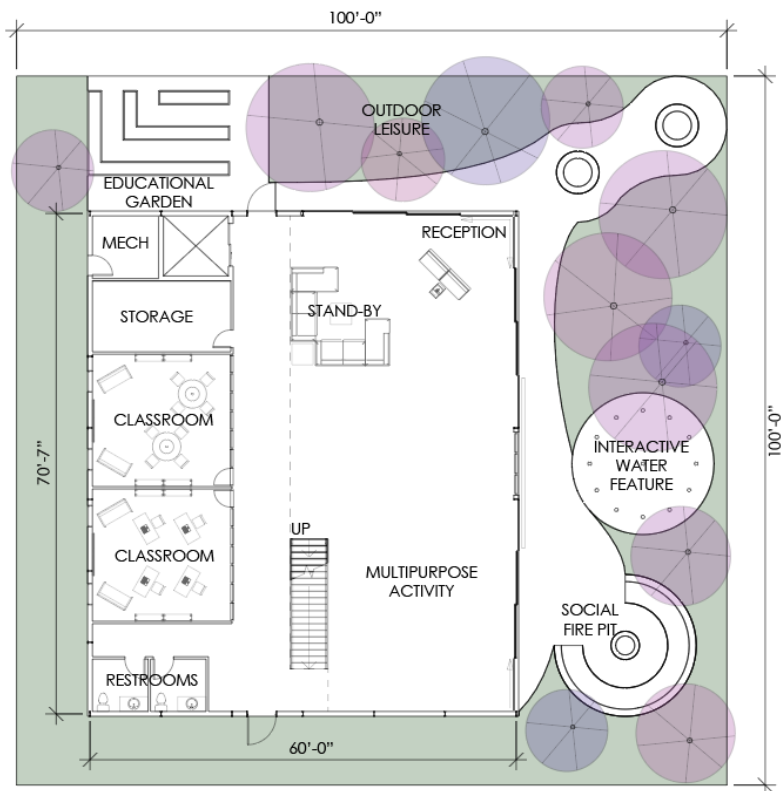 100'-0"
OUTDOOR
LEISURE
EDUCATIONAL
GARDEN
MECH
RECEPTION
STORAGE
STAND-BY
CLASSROOM
70'-7"
100'-0"
INTERACTIVE
WATER
FEATURE
UP
CLASSROOM
MULTIPURPOSE
ACTIVITY
SOCIAL
FIRE PIT
RESTROOMS
60'-0"